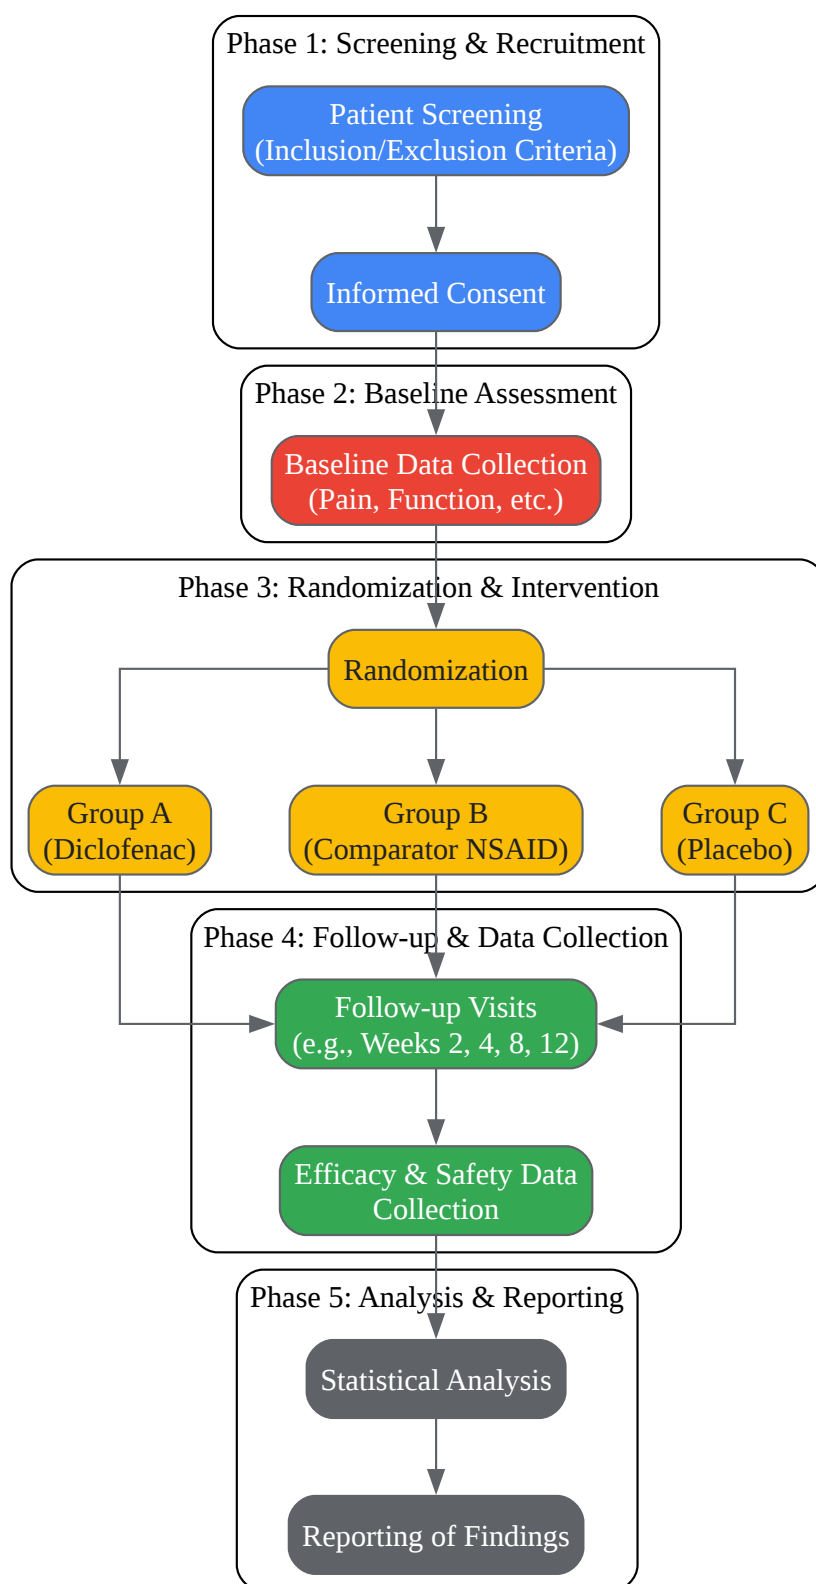 Phase 1: Screening & Recruitment
Patient Screening
(Inclusion/Exclusion Criteria)
Informed Consent
Phase 2: Baseline Assessment
Baseline Data Collection
(Pain, Function, etc.)
Phase 3: Randomization & Intervention
Randomization
Group A
(Diclofenac)
Group B
(Comparator NSAID)
Group C
(Placebo)
Phase 4: Follow-up & Data Collection
Follow-up Visits
(e.g., Weeks 2, 4, 8, 12)
Efficacy & Safety Data
Collection
Phase 5: Analysis & Reporting
Statistical Analysis
Reporting of Findings